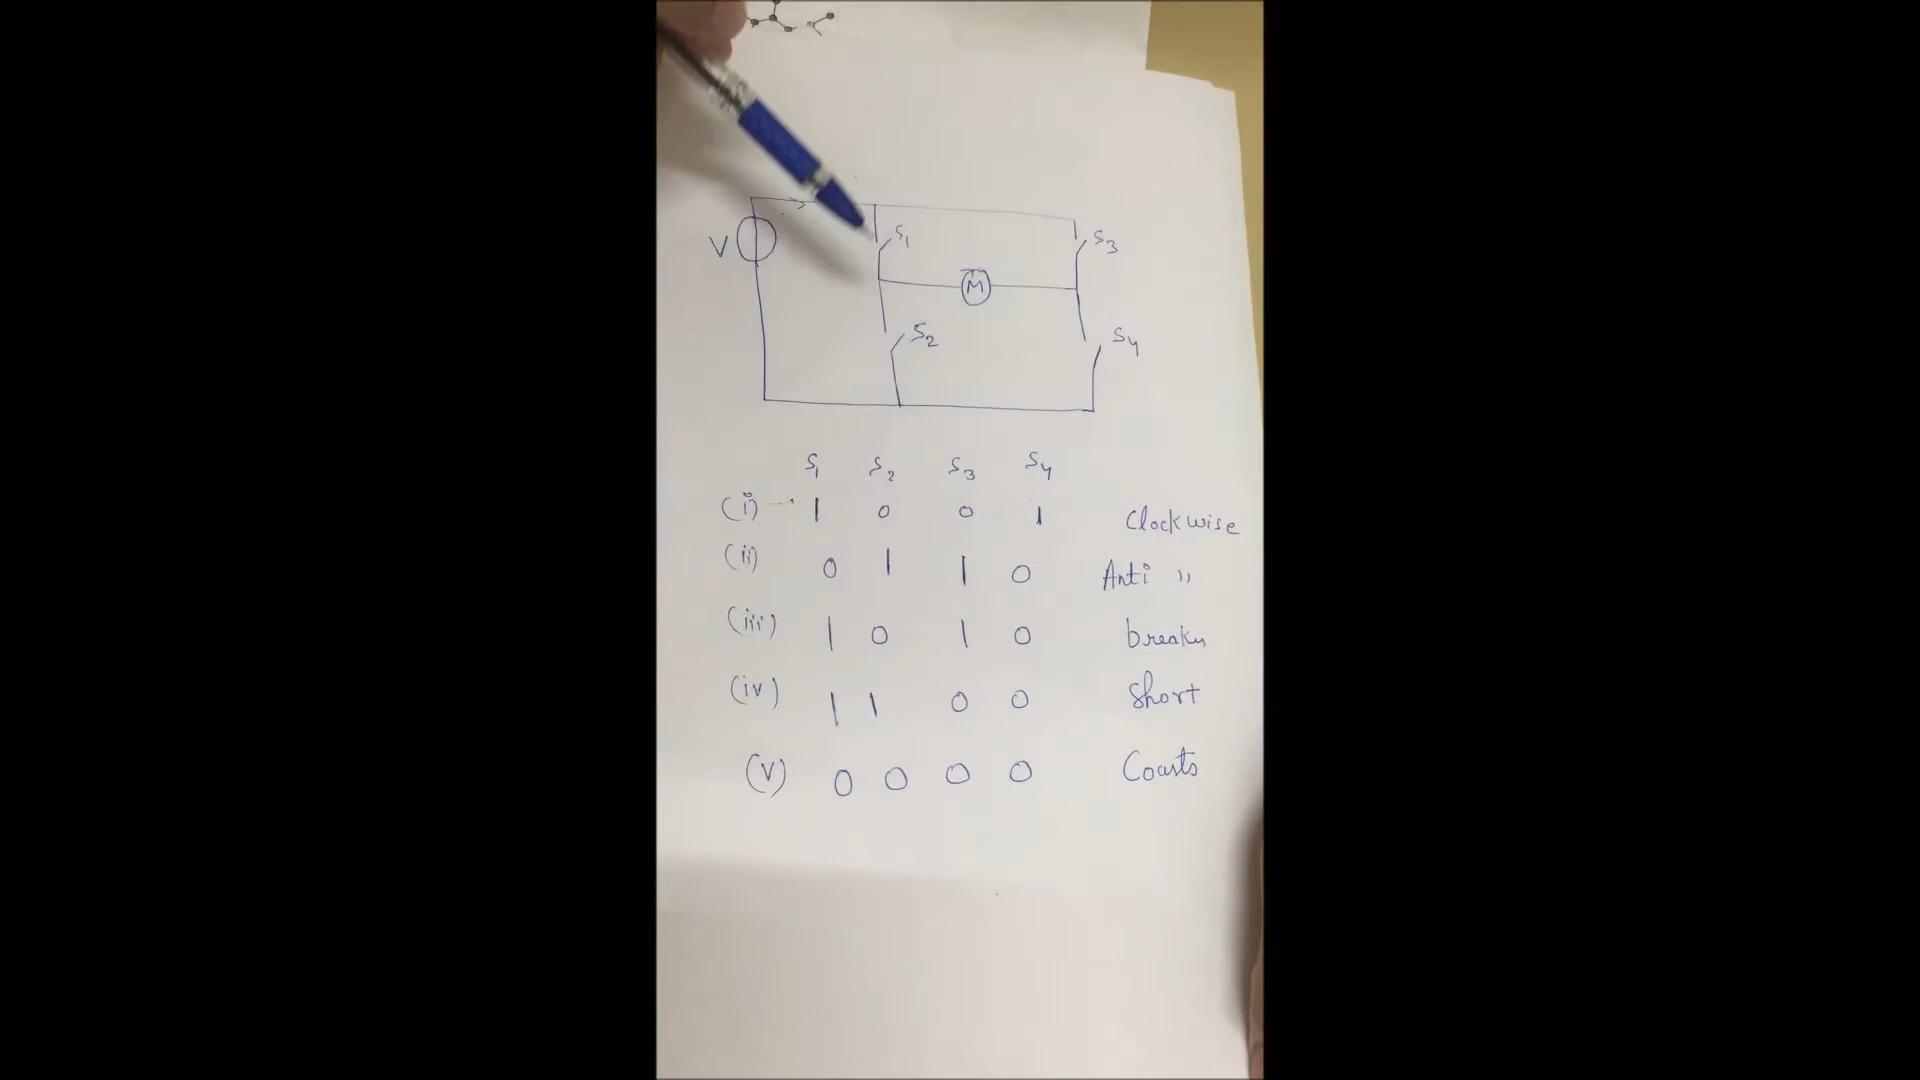 V
S1
S3
M
S2
S4
S1 S2 S3 S4
(i) 1 0 0 1 Clockwise
(ii) 0 1 1 0 Anti "
(iii) 1 0 1 0
(iv) 1 1 0 0 Short
(v) 0 0 0 0 Coasts